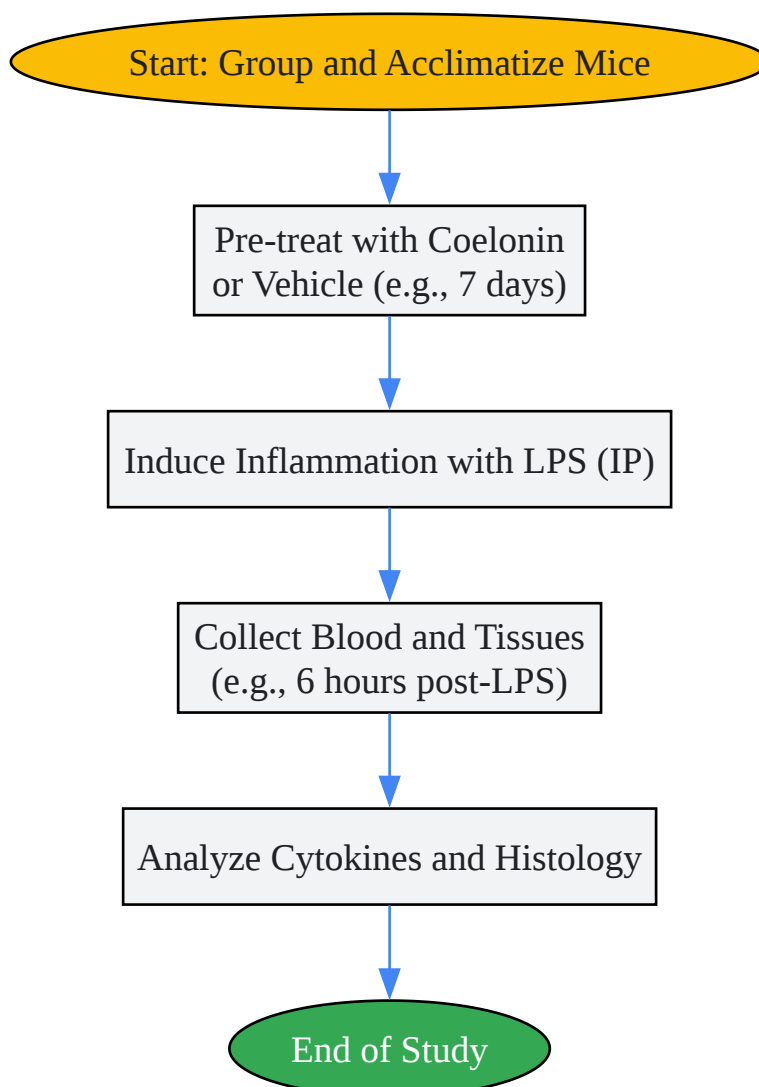 Start: Group and Acclimatize Mice
Pre-treat with Coelonin
or Vehicle (e.g., 7 days)
Induce Inflammation with LPS (IP)
Collect Blood and Tissues
(e.g., 6 hours post-LPS)
Analyze Cytokines and Histology
End of Study